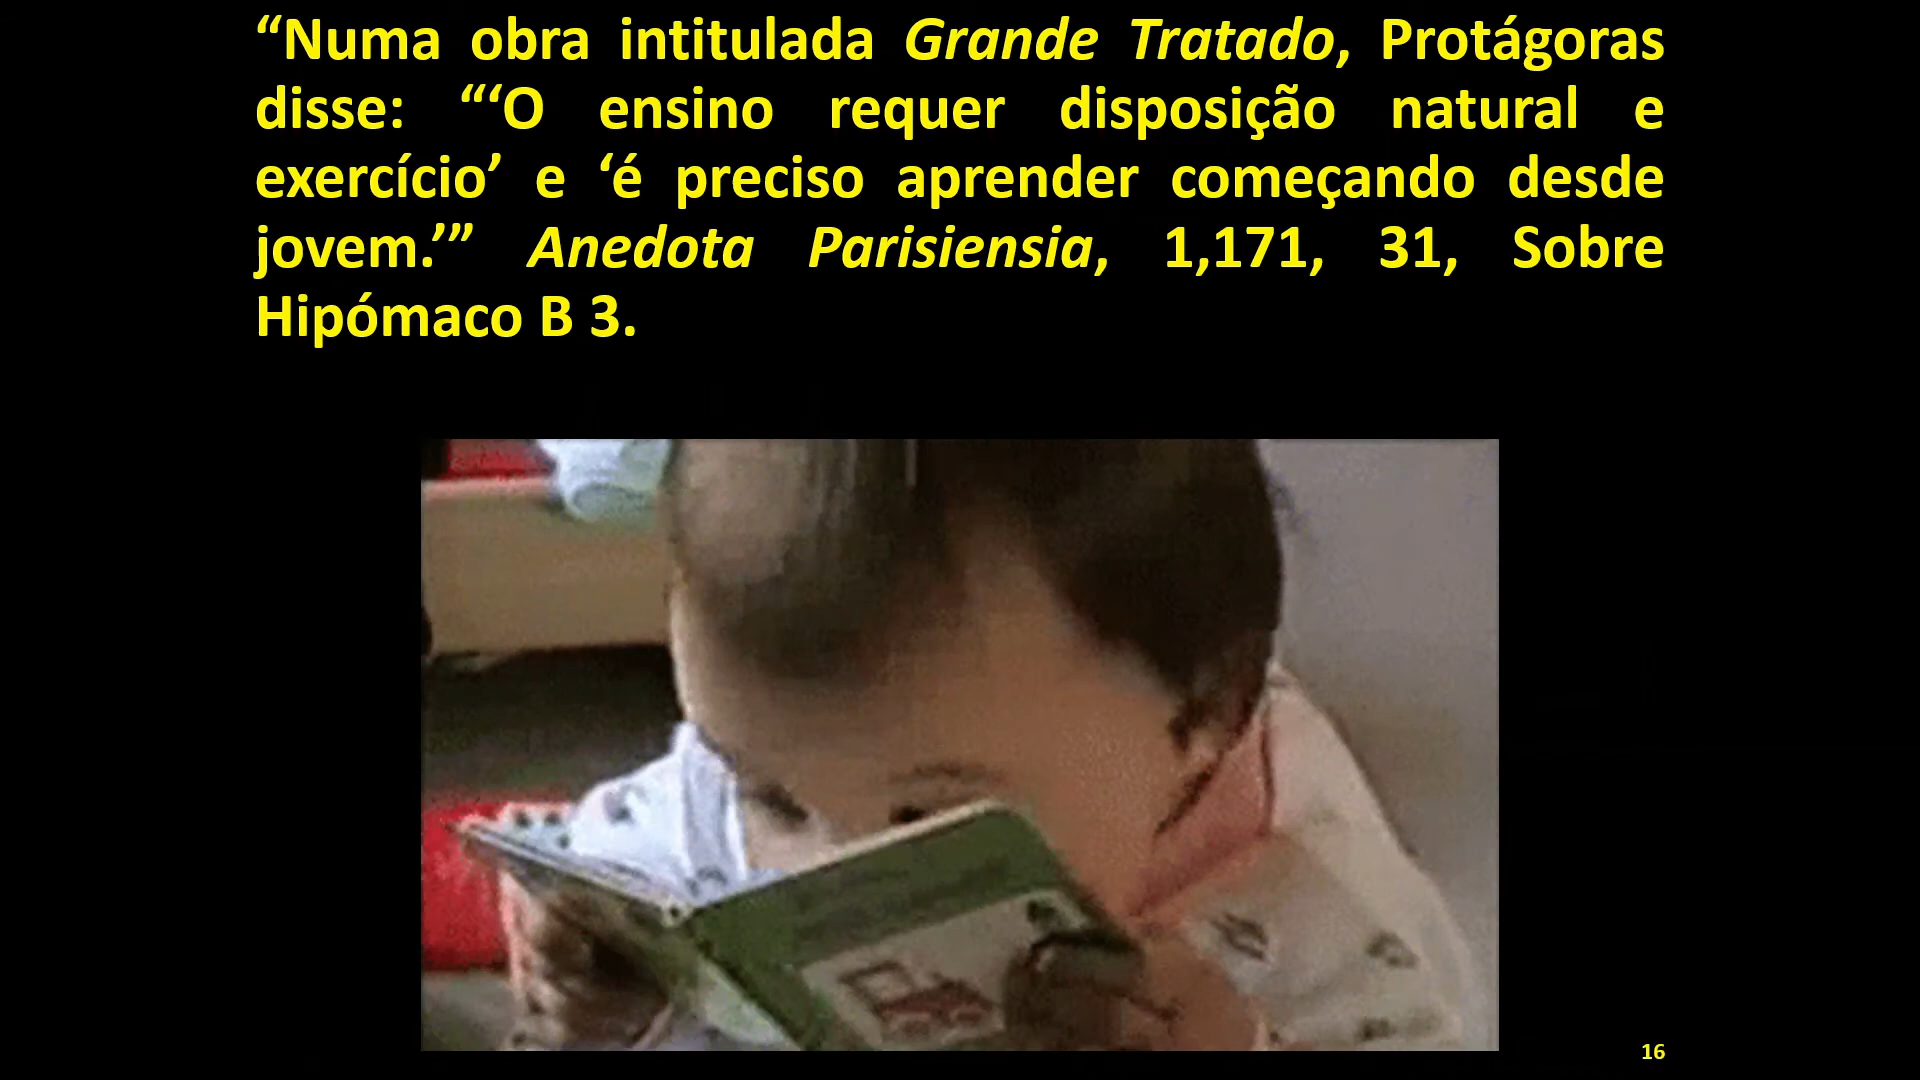 “Numa obra intitulada Grande Tratado, Protágoras
disse: “‘O ensino requer disposição natural e
exercício’ e ‘é preciso aprender começando desde
jovem.’” Anedota Parisiensia, 1,171, 31, Sobre
Hipómaco B 3.
16